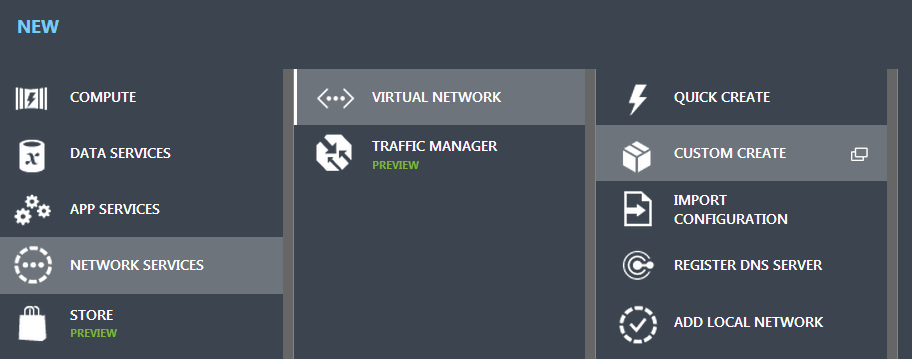 NEW
COMPUTE
DATA SERVICES
APP SERVICES
NETWORK SERVICES
STORE
PREVIEW
VIRTUAL NETWORK
TRAFFIC MANAGER
PREVIEW
QUICK CREATE
CUSTOM CREATE
IMPORT
CONFIGURATION
REGISTER DNS SERVER
ADD LOCAL NETWORK